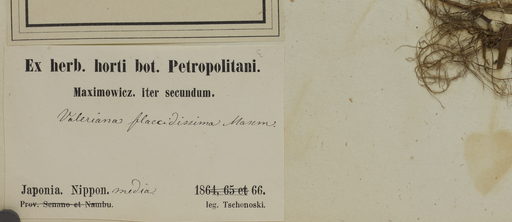 Ex herb. horti bot. Petropolitani.
Maximowicz. iter secundum.
Valeriana flaccidissima Maxim.
Japonia. Nippon. media 1864, 65 et 66.
Prov. Senano et Nambu. leg. Tschonoski.